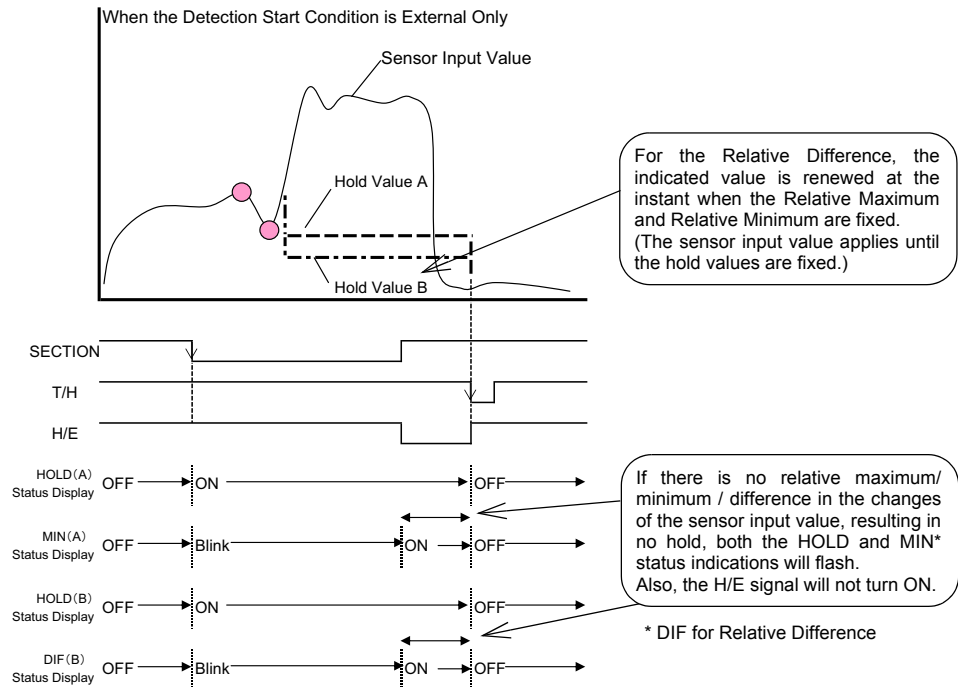 When the Detection Start Condition is External Only
Sensor Input Value
Hold Value A
Hold Value B
For the Relative Difference, the
indicated value is renewed at the
instant when the Relative Maximum
and Relative Minimum are fixed.
(The sensor input value applies until
the hold values are fixed.)
SECTION
T/H
H/E
HOLD(A)
Status Display OFF ON OFF
MIN(A)
Status Display OFF Blink ON OFF
HOLD(B)
Status Display OFF ON OFF
DIF(B)
Status Display OFF Blink ON OFF
If there is no relative maximum/
minimum / difference in the changes
of the sensor input value, resulting in
no hold, both the HOLD and MIN*
status indications will flash.
Also, the H/E signal will not turn ON.
* DIF for Relative Difference